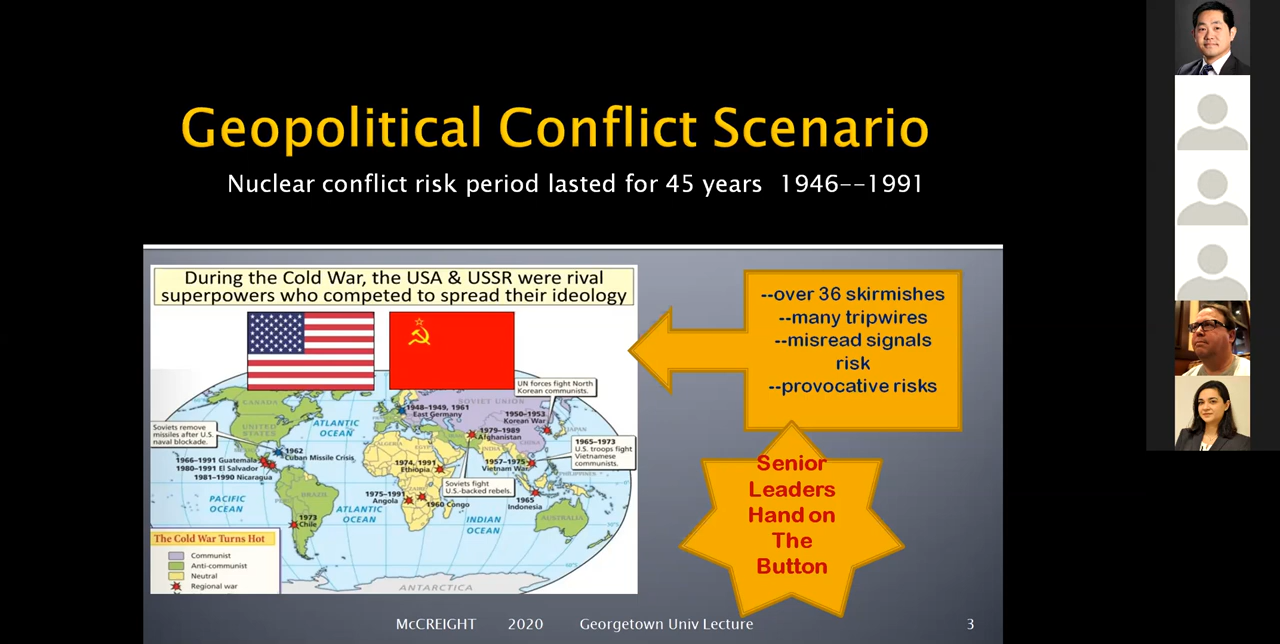 Geopolitical Conflict Scenario
Nuclear conflict risk period lasted for 45 years 1946--1991
During the Cold War, the USA & USSR were rival
superpowers who competed to spread their ideology
--over 36 skirmishes
--many tripwires
--misread signals
risk
--provocative risks
Senior
Leaders
Hand on
The
Button
UN forces fight North
Korean communists.
CANADA
SOVIET UNION
1948–1949, 1961
East Germany
1950–1953
Korean War
JAPAN
ATLANTIC
OCEAN
UNITED
STATES
Soviets remove
missiles after U.S.
naval blockade.
1979–1989
Afghanistan
CHINA
1965–1973
U.S. troops fight
Vietnamese
communists.
ALGERIA
EGYPT
INDIA
1962
Cuban Missile Crisis
1966–1991 Guatemala
1980–1991 El Salvador
1981–1990 Nicaragua
1974, 1991
Ethiopia
1957–1975
Vietnam War
PHILIPPINES
Soviets fight
U.S.-backed rebels.
PACIFIC
OCEAN
BRAZIL
1975–1991
Angola
1960 Congo
1965
Indonesia
ATLANTIC
OCEAN
INDIAN
OCEAN
AUSTRALIA
1973
Chile
The Cold War Turns Hot
Communist
Anti-communist
Neutral
Regional war
ANTARCTICA
McCREIGHT 2020 Georgetown Univ Lecture 3